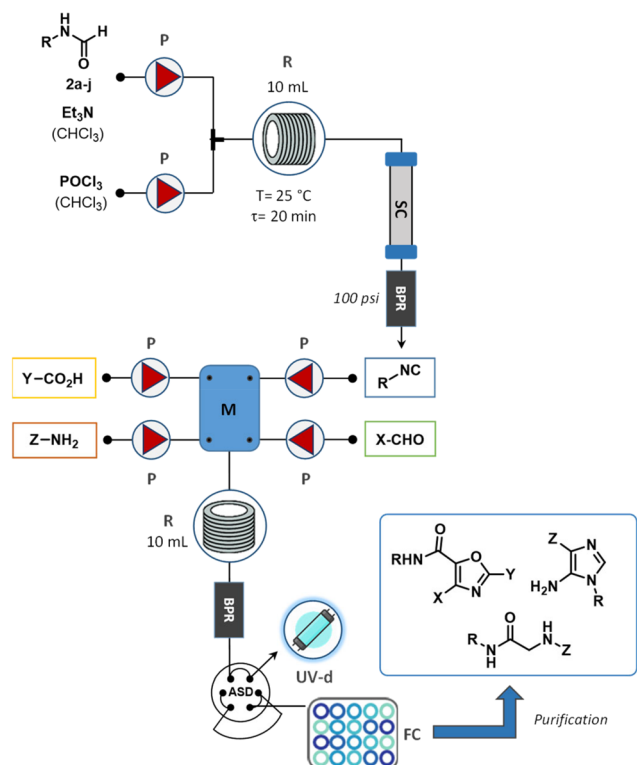 R N H H O
2a-j
Et₃N
(CHCl₃)
POCl₃
(CHCl₃)
P
P
R
10 mL
T= 25 °C
τ= 20 min
SC
100 psi
BPR
Y–CO₂H
P
P
R–NC
M
Z–NH₂
P
P
X-CHO
R
10 mL
BPR
UV-d
ASD
FC
O RHN O Y X N
Z N H₂N N R
R N H O H N Z
Purification